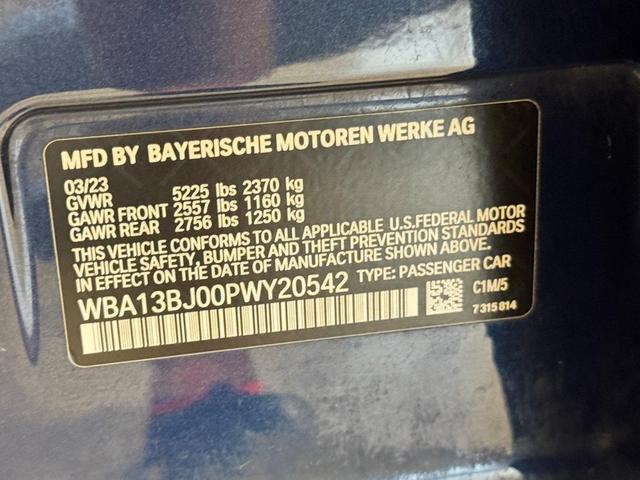 MFD BY BAYERISCHE MOTOREN WERKE AG
03/23
GVWR 5225 lbs 2370 kg
GAWR FRONT 2557 lbs 1160 kg
GAWR REAR 2756 lbs 1250 kg
THIS VEHICLE CONFORMS TO ALL APPLICABLE U.S.FEDERAL MOTOR
VEHICLE SAFETY, BUMPER AND THEFT PREVENTION STANDARDS
IN EFFECT ON THE DATE OF MANUFACTURE SHOWN ABOVE.
WBA13BJ00PWY20542 TYPE: PASSENGER CAR
C1M/5
7315814